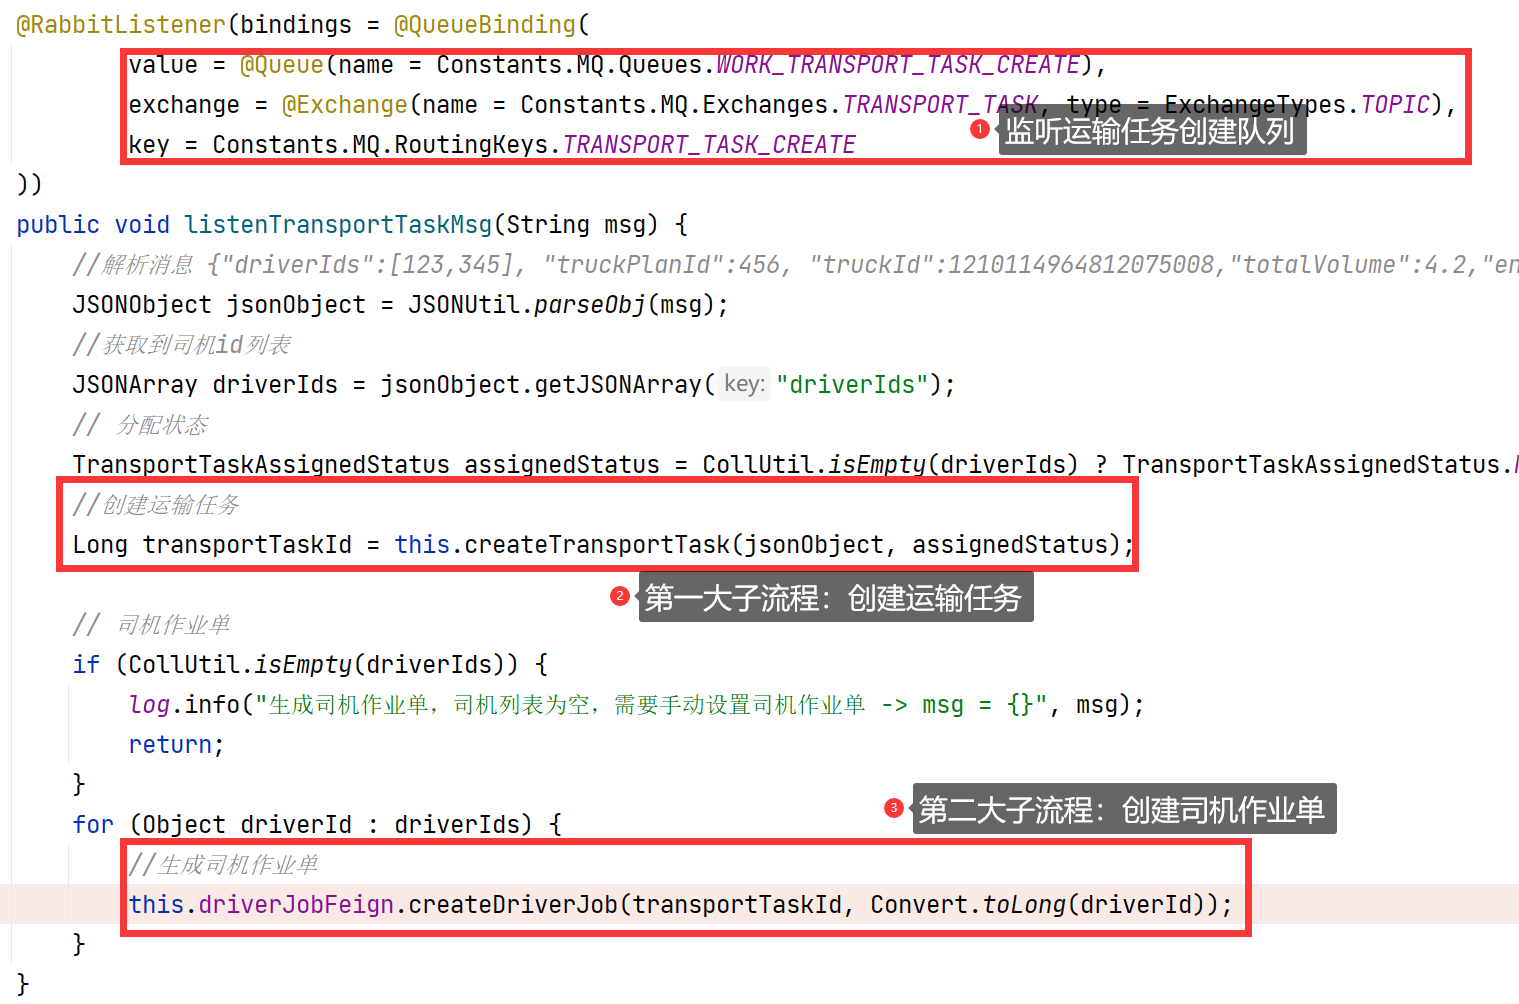 @RabbitListener(bindings = @QueueBinding(
value = @Queue(name = Constants.MQ.Queues.WORK_TRANSPORT_TASK_CREATE),
exchange = @Exchange(name = Constants.MQ.Exchanges.TRANSPORT_TASK, type = ExchangeTypes.TOPIC),
1 监听运输任务创建队列
key = Constants.MQ.RoutingKeys.TRANSPORT_TASK_CREATE
))
public void listenTransportTaskMsg(String msg) {
//解析消息 {"driverIds":[123,345], "truckPlanId":456, "truckId":1210114964812075008,"totalVolume":4.2,"en
JSONObject jsonObject = JSONUtil.parseObj(msg);
//获取到司机id列表
JSONArray driverIds = jsonObject.getJSONArray( key: "driverIds");
// 分配状态
TransportTaskAssignedStatus assignedStatus = CollUtil.isEmpty(driverIds) ? TransportTaskAssignedStatus.
//创建运输任务
Long transportTaskId = this.createTransportTask(jsonObject, assignedStatus);
2 第一大子流程：创建运输任务
// 司机作业单
if (CollUtil.isEmpty(driverIds)) {
log.info("生成司机作业单，司机列表为空，需要手动设置司机作业单 -> msg = {}", msg);
return;
}
3 第二大子流程：创建司机作业单
for (Object driverId : driverIds) {
//生成司机作业单
this.driverJobFeign.createDriverJob(transportTaskId, Convert.toLong(driverId));
}
}